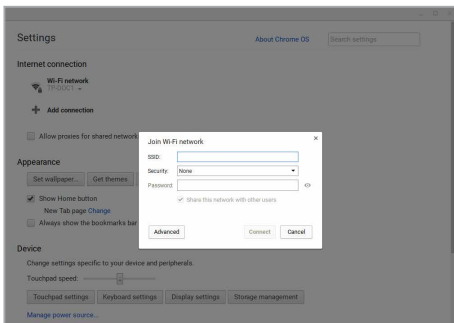 Settings
About Chrome OS
Search settings
Internet connection
Wi-Fi network
TP-DOC1
Add connection
Allow proxies for shared network
Join Wi-Fi network
SSID:
Security: None
Password:
Share this network with other users
Advanced Connect Cancel
Appearance
Set wallpaper... Get themes
Show Home button
New Tab page Change
Always show the bookmarks bar
Device
Change settings specific to your device and peripherals.
Touchpad speed:
Touchpad settings Keyboard settings Display settings Storage management
Manage power source...